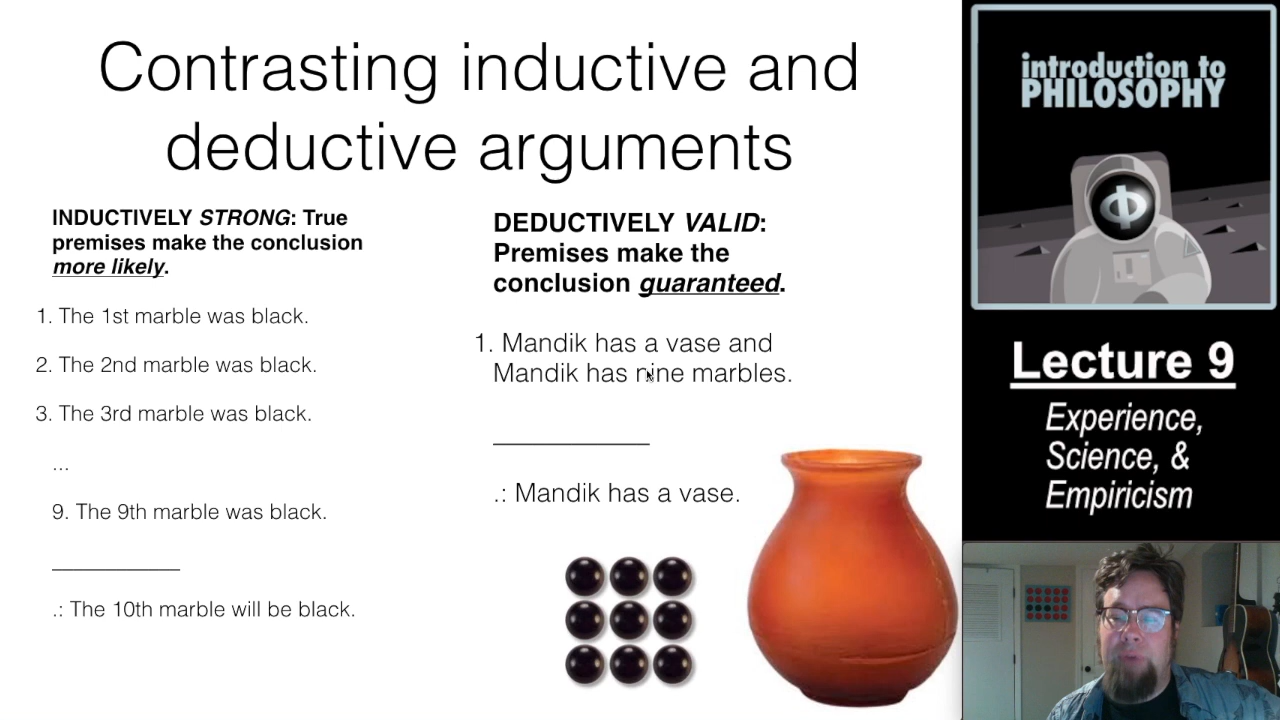 Contrasting inductive and
deductive arguments
INDUCTIVELY STRONG: True
premises make the conclusion
more likely.
1. The 1st marble was black.
2. The 2nd marble was black.
3. The 3rd marble was black.
...
9. The 9th marble was black.
.: The 10th marble will be black.
DEDUCTIVELY VALID:
Premises make the
conclusion guaranteed.
1. Mandik has a vase and
Mandik has nine marbles.
.: Mandik has a vase.
introduction to
PHILOSOPHY
Φ
Lecture 9
Experience,
Science, &
Empiricism